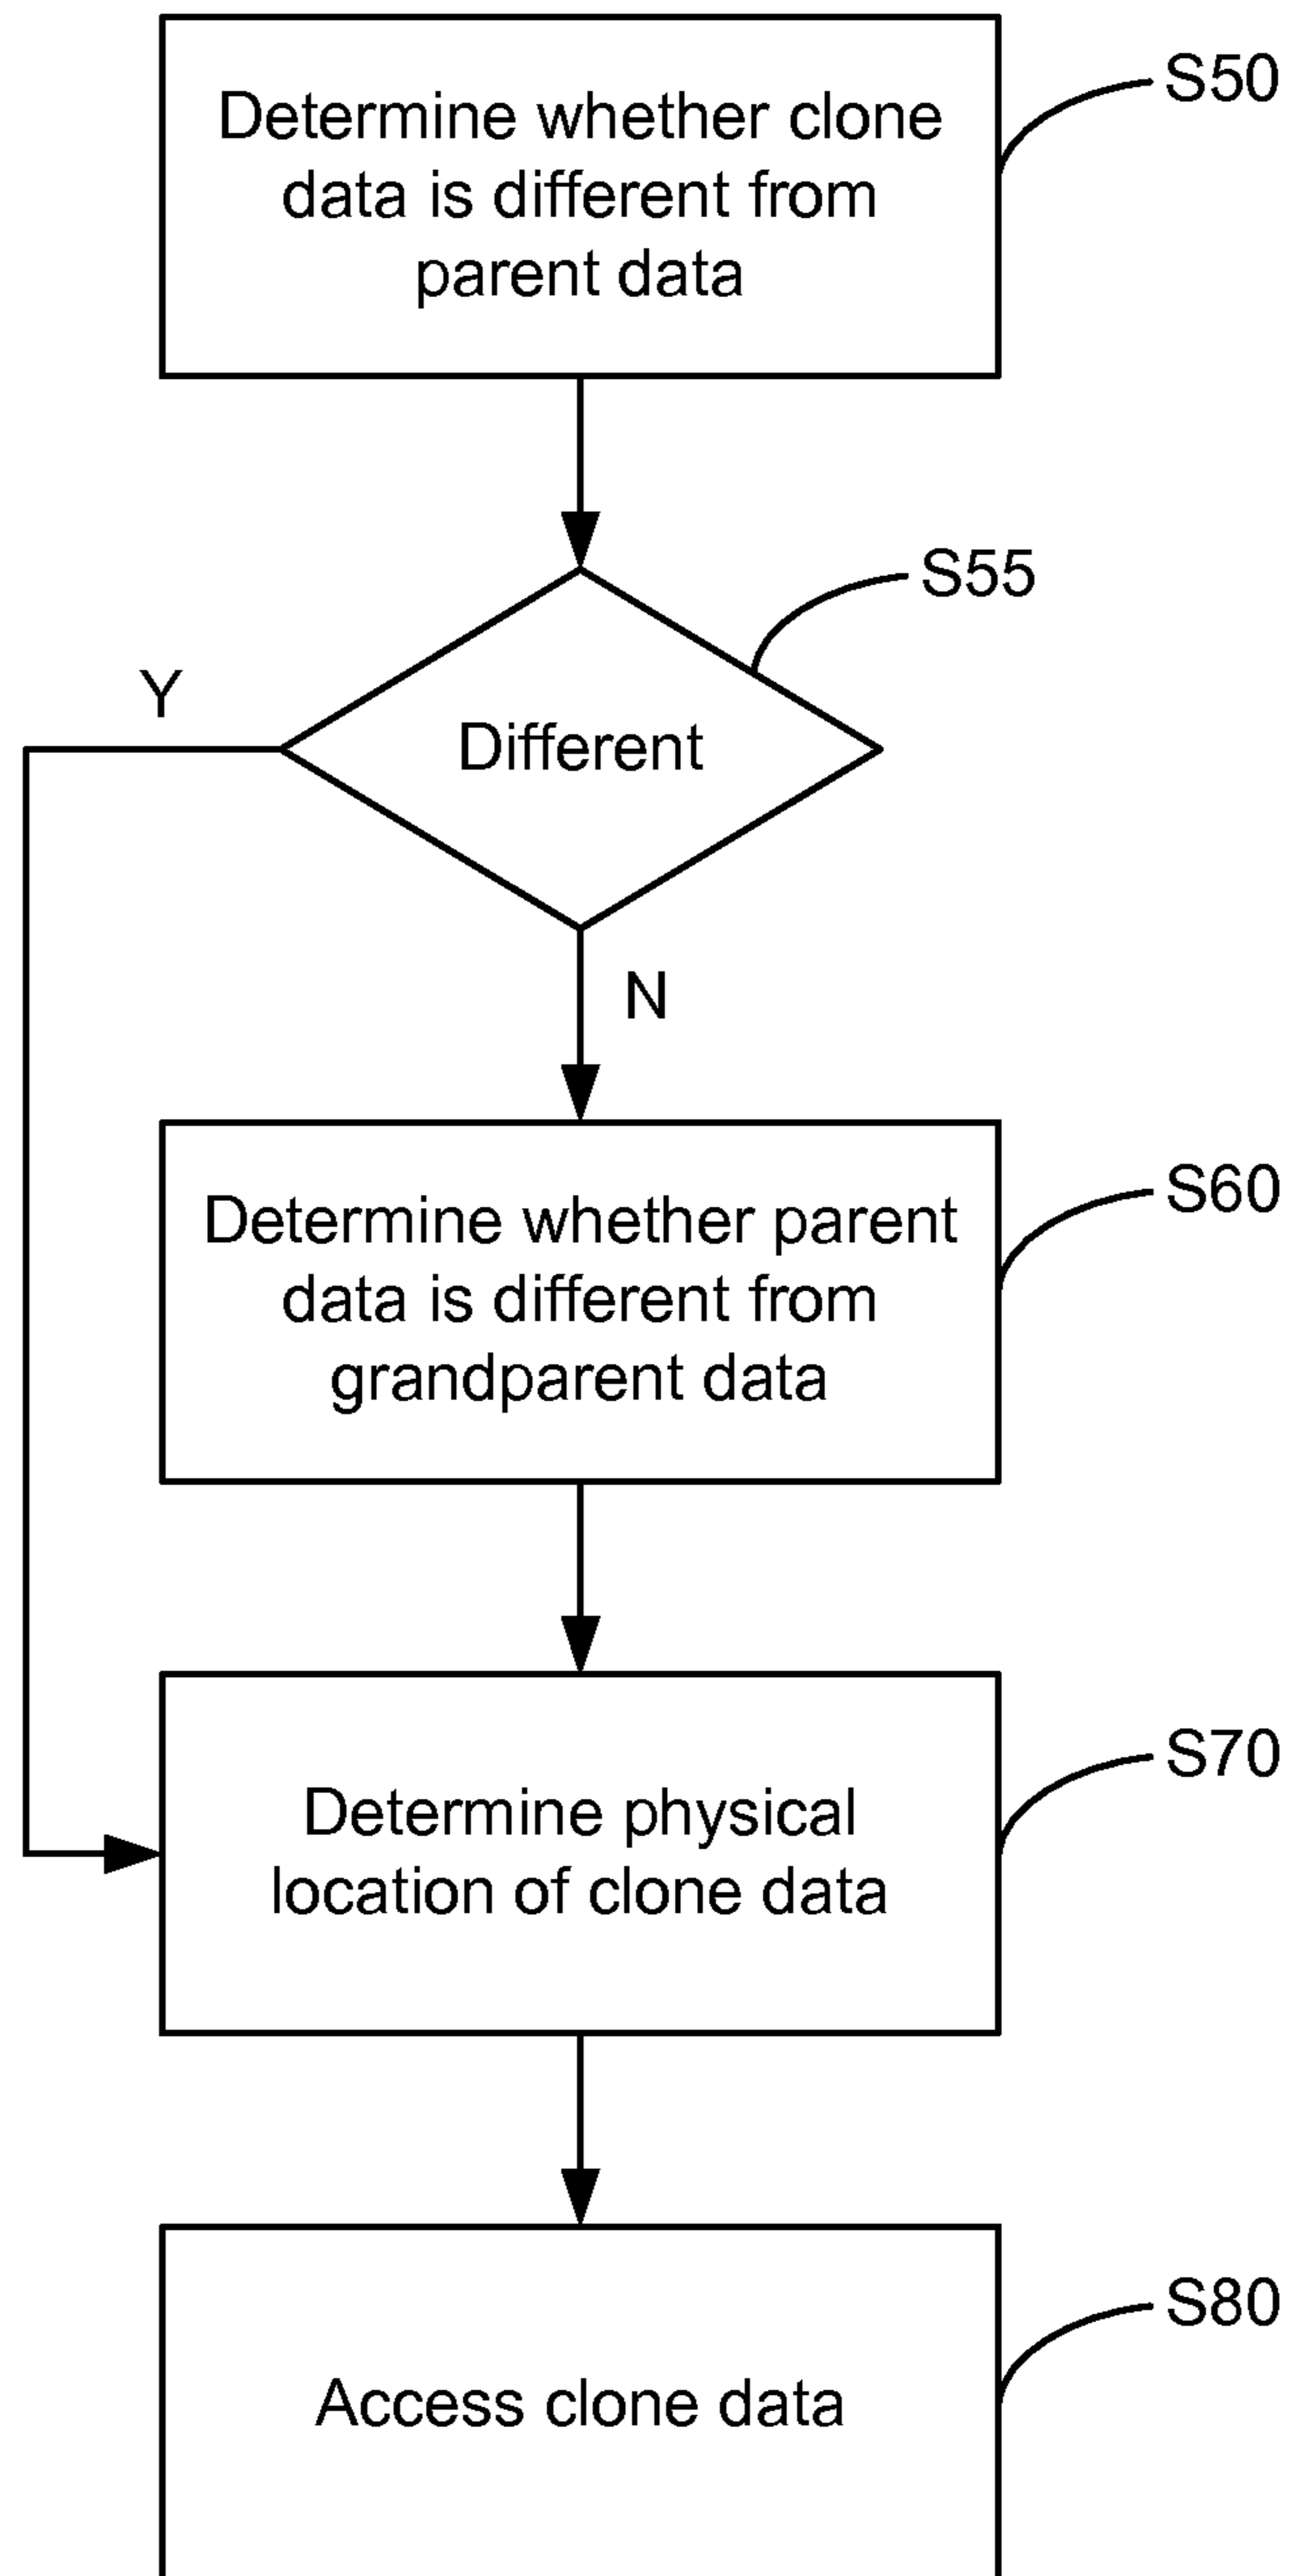 Determine whether clone
data is different from
parent data
S50
S55
Y
Different
N
Determine whether parent
data is different from
grandparent data
S60
Determine physical
location of clone data
S70
Access clone data
S80